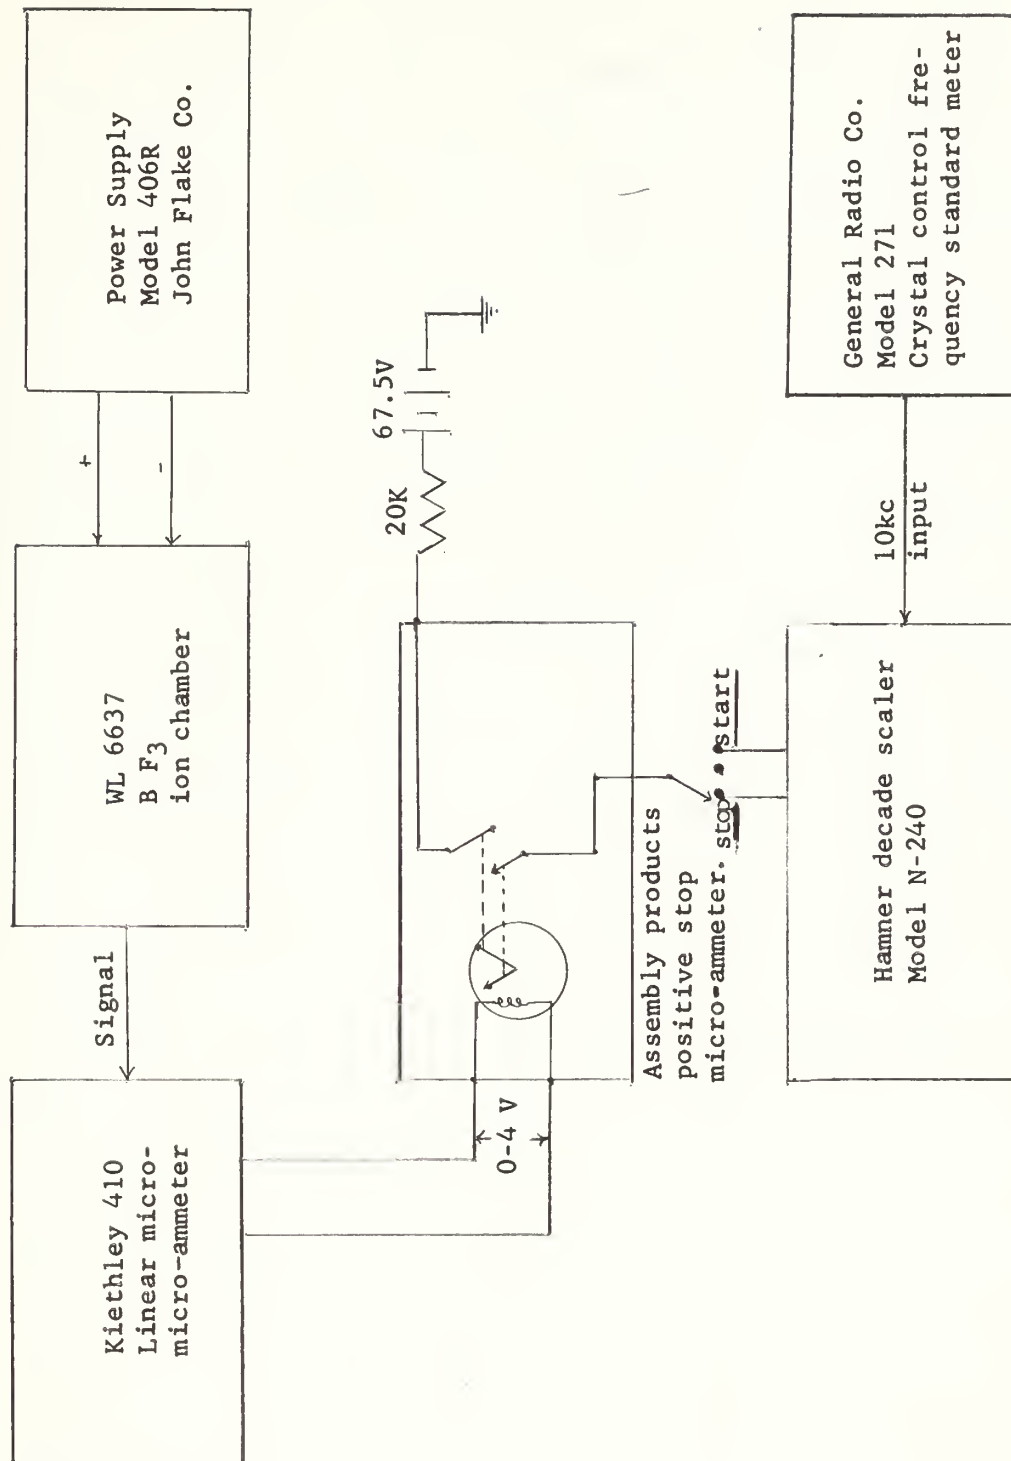 Kiethley 410
Linear micro-
micro-ammeter
Signal
WL 6637
B F3
ion chamber
+
-
Power Supply
Model 406R
John Flake Co.
0-4 V
20K
67.5V
Assembly products
positive stop
micro-ammeter.
stop
start
Hamner decade scaler
Model N-240
10kc
input
General Radio Co.
Model 271
Crystal control fre-
quency standard meter